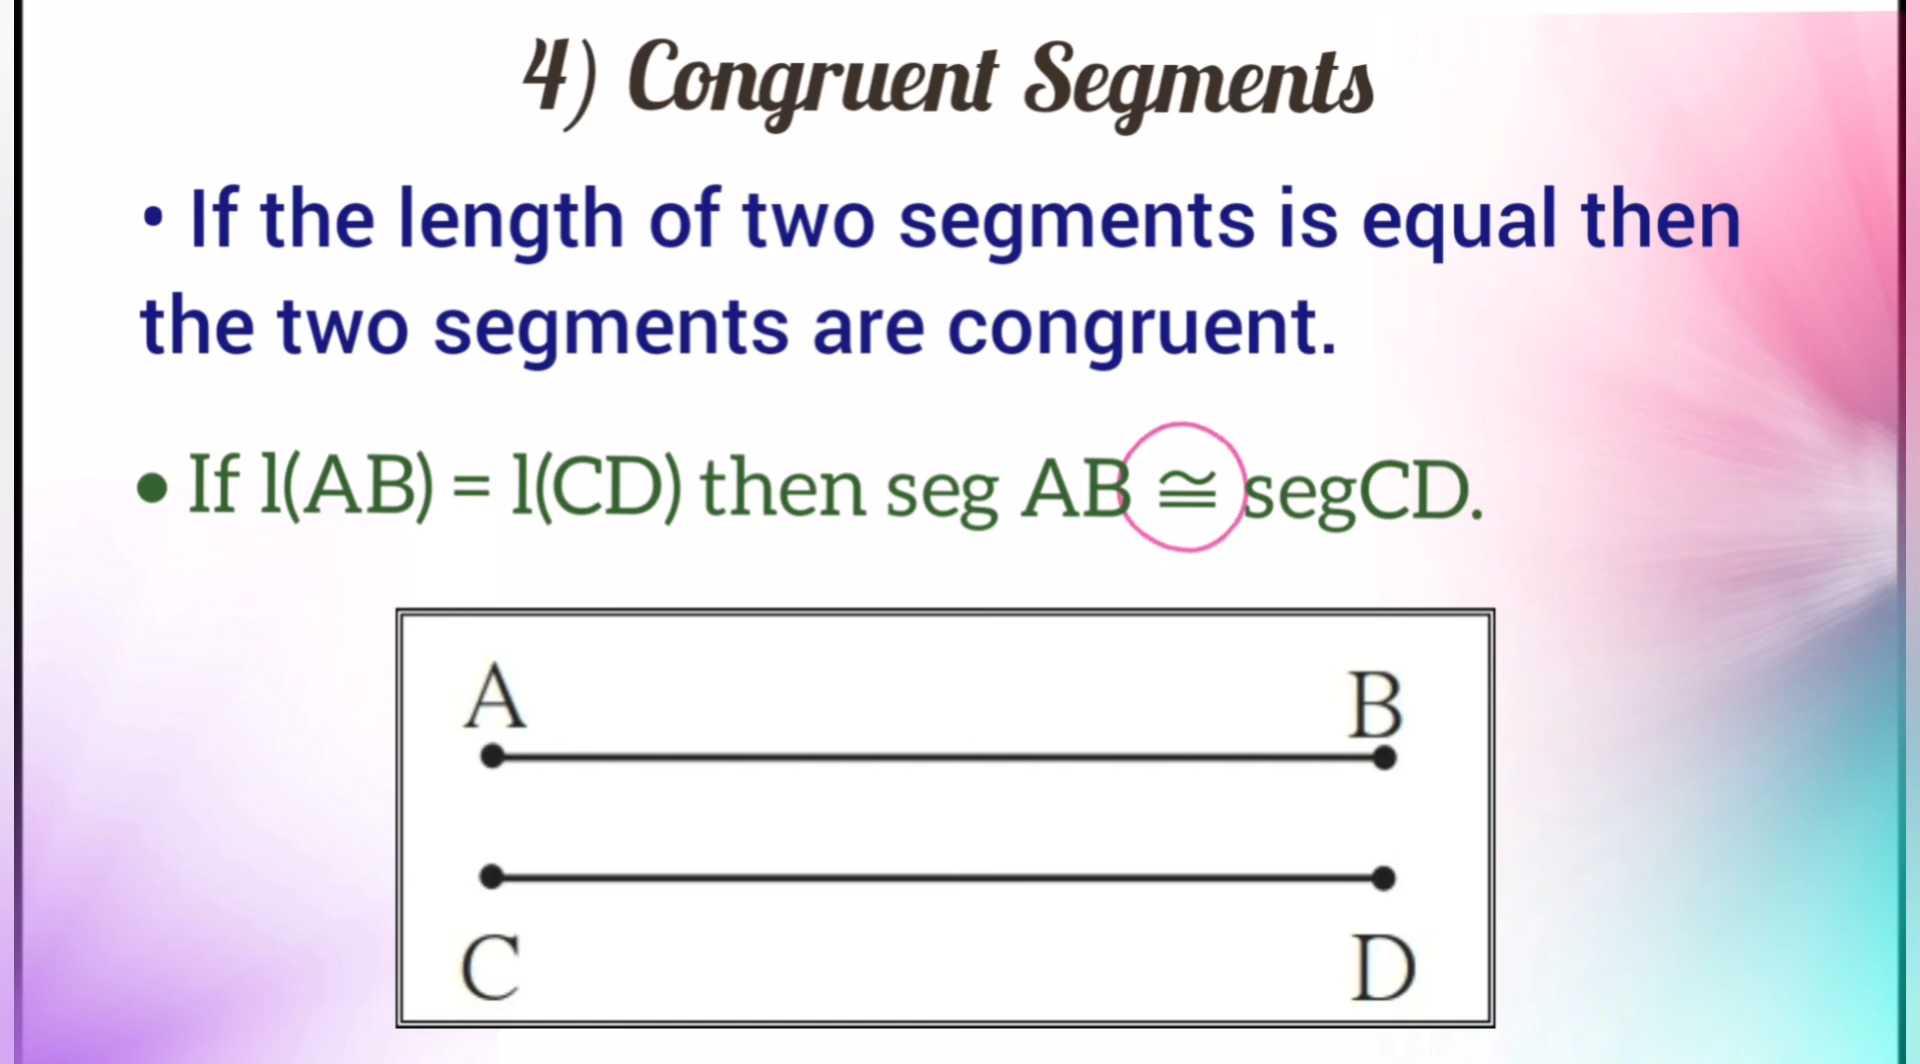 4) Congruent Segments
• If the length of two segments is equal then
the two segments are congruent.
• If l(AB) = l(CD) then seg AB ≅ segCD.
A B
C D